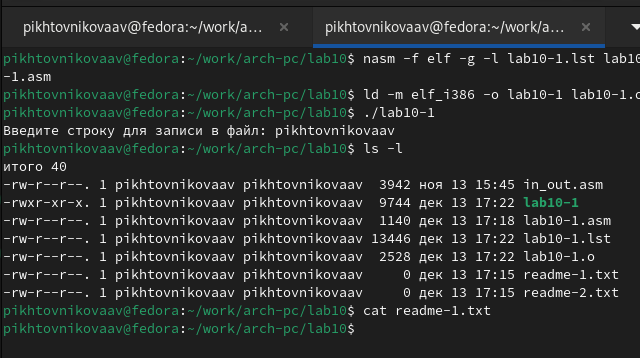 pikhtovnikovaav@fedora:~/work/a… × pikhtovnikovaav@fedora:~/work/a… ×
pikhtovnikovaav@fedora:~/work/arch-pc/lab10$ nasm -f elf -g -l lab10-1.lst lab10
-1.asm
pikhtovnikovaav@fedora:~/work/arch-pc/lab10$ ld -m elf_i386 -o lab10-1 lab10-1.o
pikhtovnikovaav@fedora:~/work/arch-pc/lab10$ ./lab10-1
Введите строку для записи в файл: pikhtovnikovaav
pikhtovnikovaav@fedora:~/work/arch-pc/lab10$ ls -l
итого 40
-rw-r--r--. 1 pikhtovnikovaav pikhtovnikovaav  3942 ноя 13 15:45 in_out.asm
-rwxr-xr-x. 1 pikhtovnikovaav pikhtovnikovaav  9744 дек 13 17:22 lab10-1
-rw-r--r--. 1 pikhtovnikovaav pikhtovnikovaav  1140 дек 13 17:18 lab10-1.asm
-rw-r--r--. 1 pikhtovnikovaav pikhtovnikovaav 13446 дек 13 17:22 lab10-1.lst
-rw-r--r--. 1 pikhtovnikovaav pikhtovnikovaav  2528 дек 13 17:22 lab10-1.o
-rw-r--r--. 1 pikhtovnikovaav pikhtovnikovaav     0 дек 13 17:15 readme-1.txt
-rw-r--r--. 1 pikhtovnikovaav pikhtovnikovaav     0 дек 13 17:15 readme-2.txt
pikhtovnikovaav@fedora:~/work/arch-pc/lab10$ cat readme-1.txt
pikhtovnikovaav@fedora:~/work/arch-pc/lab10$